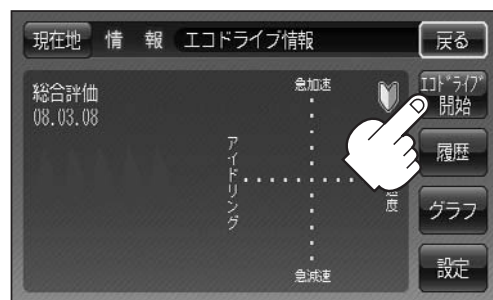 現在地 情 報 エコドライブ情報 戻る
総合評価
08.03.08
急加速
アイドリング
度
急減速
エコドライブ
開始
履歴
グラフ
設定